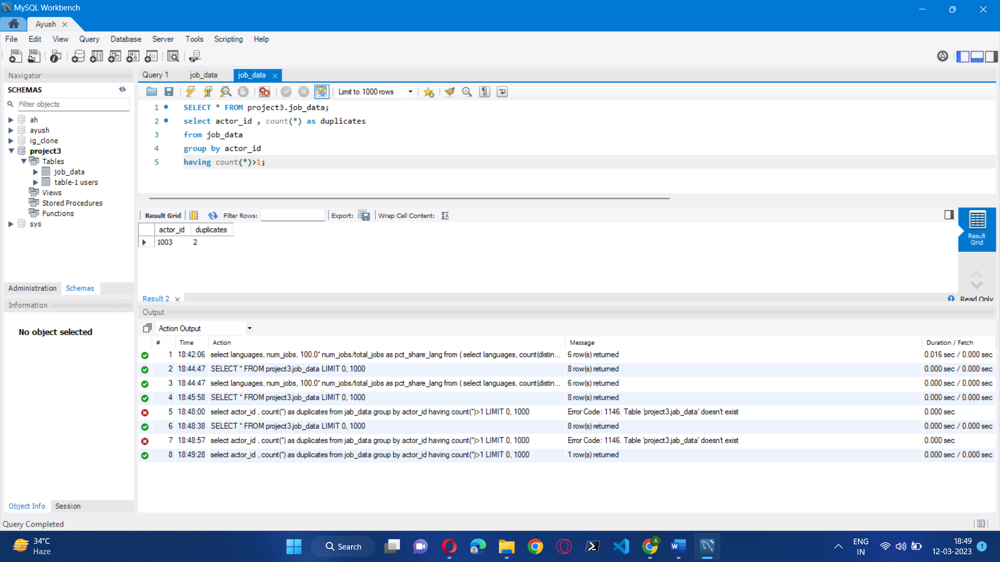 MySQL Workbench
Ayush
File Edit View Query Database Server Tools Scripting Help
Navigator
SCHEMAS
Filter objects
ah
ayush
ig_clone
project3
Tables
job_data
table-1 users
Views
Stored Procedures
Functions
sys
Administration Schemas
Information
No object selected
Object Info Session
Query 1 job_data job_data
Limit to 1000 rows
1 SELECT * FROM project3.job_data;
2 select actor_id , count(*) as duplicates
3 from job_data
4 group by actor_id
5 having count(*)>1;
Result Grid Filter Rows: Export: Wrap Cell Content:
actor_id duplicates
1003 2
Result Grid
Result 2 Read Only
Output
Action Output
# Time Action Message Duration / Fetch
1 18:42:06 select languages, num_jobs, 100.0* num_jobs/total_jobs as pct_share_lang from ( select languages, count(distin... 6 row(s) returned 0.016 sec / 0.000 sec
2 18:44:47 SELECT * FROM project3.job_data LIMIT 0, 1000 8 row(s) returned 0.000 sec / 0.000 sec
3 18:44:47 select languages, num_jobs, 100.0* num_jobs/total_jobs as pct_share_lang from ( select languages, count(distin... 6 row(s) returned 0.000 sec / 0.000 sec
4 18:45:58 SELECT * FROM project3.job_data LIMIT 0, 1000 8 row(s) returned 0.000 sec / 0.000 sec
5 18:48:00 select actor_id , count(*) as duplicates from jab_data group by actor_id having count(*)>1 LIMIT 0, 1000 Error Code: 1146. Table 'project3.jab_data' doesn't exist 0.000 sec
6 18:48:38 SELECT * FROM project3.job_data LIMIT 0, 1000 8 row(s) returned 0.000 sec / 0.000 sec
7 18:48:57 select actor_id , count(*) as duplicates from jab_data group by actor_id having count(*)>1 LIMIT 0, 1000 Error Code: 1146. Table 'project3.jab_data' doesn't exist 0.000 sec
8 18:49:28 select actor_id , count(*) as duplicates from job_data group by actor_id having count(*)>1 LIMIT 0, 1000 1 row(s) returned 0.000 sec / 0.000 sec
Query Completed
34°C
Haze
Search
ENG
IN
18:49
12-03-2023
1